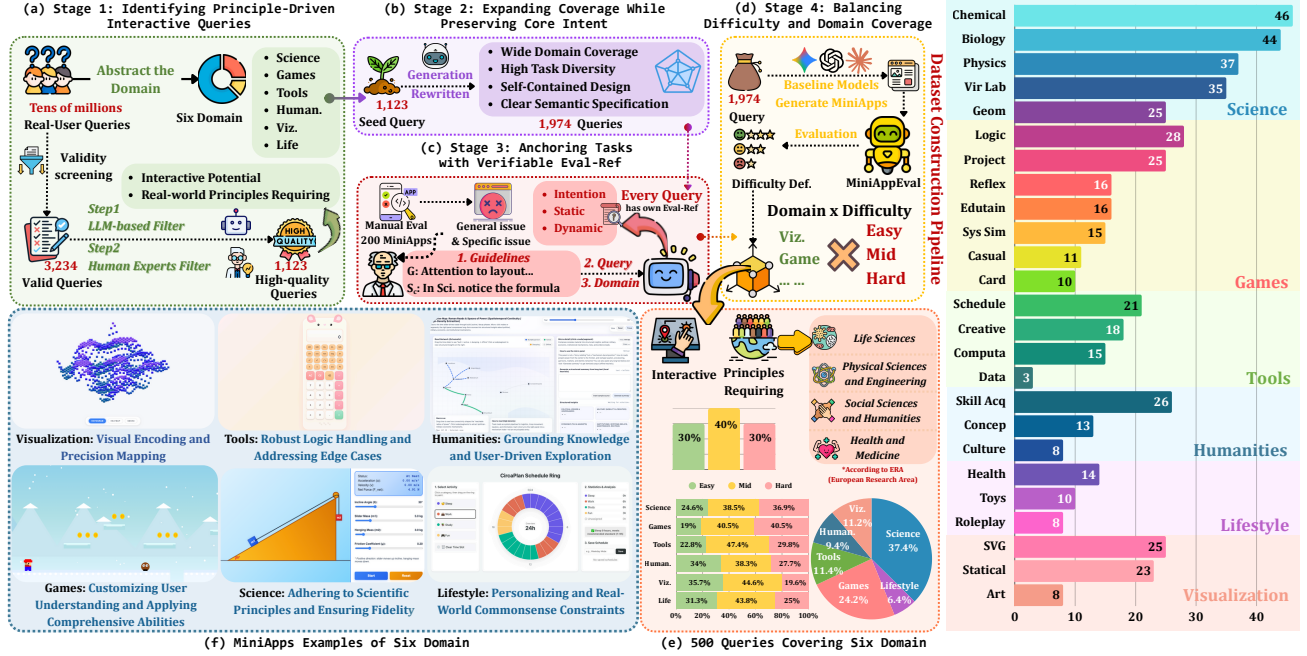 (a) Stage 1: Identifying Principle-Driven
Interactive Queries
???
Tens of millions
Real-User Queries
Abstract the
Domain
Six Domain
• Science
• Games
• Tools
• Human.
• Viz.
• Life
Validity
screening
• Interactive Potential
• Real-world Principles Requiring
Step1
LLM-based Filter
Step2
Human Experts Filter
3,234
Valid Queries
HIGH
QUALITY
1,123
High-quality
Queries
(b) Stage 2: Expanding Coverage While
Preserving Core Intent
1,123
Seed Query
Generation
Rewritten
• Wide Domain Coverage
• High Task Diversity
• Self-Contained Design
• Clear Semantic Specification
1,974 Queries
(c) Stage 3: Anchoring Tasks
with Verifiable Eval-Ref
APP
Manual Eval
200 MiniApps
General issue
& Specific issue
• Intention
• Static
• Dynamic
Every Query
has own Eval-Ref
1. Guidelines
G: Attention to layout…
Sc: In Sci. notice the formula
2. Query
3. Domain
(d) Stage 4: Balancing
Difficulty and Domain Coverage
1,974
Query
Baseline Models
Generate MiniApps
Evaluation
MiniAppEval
Difficulty Def.
Domain x Difficulty
Viz.
Game
... ...
Easy
Mid
Hard
Dataset Construction Pipeline
Visualization: Visual Encoding and
Precision Mapping
Tools: Robust Logic Handling and
Addressing Edge Cases
Humanities: Grounding Knowledge
and User-Driven Exploration
CircaPlan Schedule Ring
24h
Start
Games: Customizing User
Understanding and Applying
Comprehensive Abilities
Science: Adhering to Scientific
Principles and Ensuring Fidelity
Lifestyle: Personalizing and Real-
World Commonsense Constraints
(f) MiniApps Examples of Six Domain
Interactive
Principles
Requiring
Life Sciences
Physical Sciences
and Engineering
Social Sciences
and Humanities
Health and
Medicine
*According to ERA
(European Research Area)
30%
40%
30%
Easy
Mid
Hard
Science 24.6% 38.5% 36.9%
Games 19% 40.5% 40.5%
Tools 22.8% 47.4% 29.8%
Human. 34% 38.3% 27.7%
Viz. 35.7% 44.6% 19.6%
Life 31.3% 43.8% 25%
0% 20% 40% 60% 80% 100%
Viz.
11.2%
Human.
9.4%
Tools
11.4%
Games
24.2%
Lifestyle
6.4%
Science
37.4%
(e) 500 Queries Covering Six Domain
Chemical 46
Biology 44
Physics 37
Vir Lab 35
Geom 25
Science
Logic 28
Project 25
Reflex 16
Edutain 16
Sys Sim 15
Casual 11
Card 10
Games
Schedule 21
Creative 18
Computa 15
Data 3
Tools
Skill Acq 26
Concep 13
Culture 8
Humanities
Health 14
Toys 10
Roleplay 8
Lifestyle
SVG 25
Statical 23
Art 8
Visualization
0 10 20 30 40